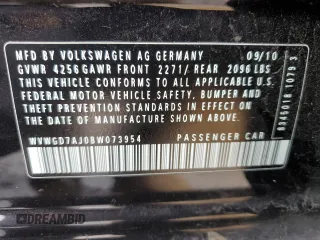 MFD BY VOLKSWAGEN AG GERMANY 09/10
GVWR 4256 GAWR FRONT 2271/ REAR 2096 LBS
THIS VEHICLE CONFORMS TO ALL APPLICABLE
FEDERAL MOTOR VEHICLE SAFETY, BUMPER AND
THEFT PREVENTION STANDARDS IN EFFECT ON
THE DATE OF MANUFACTURE SHOWN ABOVE.
WVWGD7AJ0BW073954 PASSENGER CAR
DREAMBID